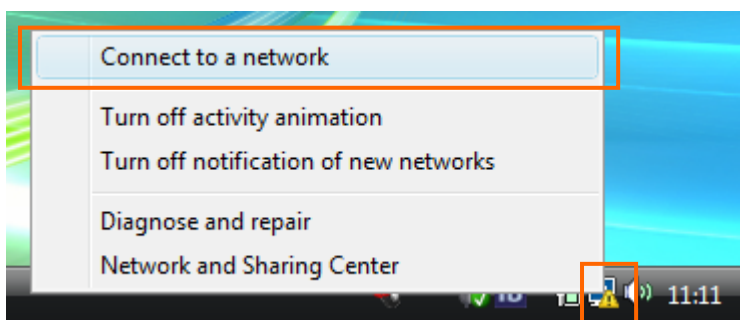 Connect to a network
Turn off activity animation
Turn off notification of new networks
Diagnose and repair
Network and Sharing Center
11:11